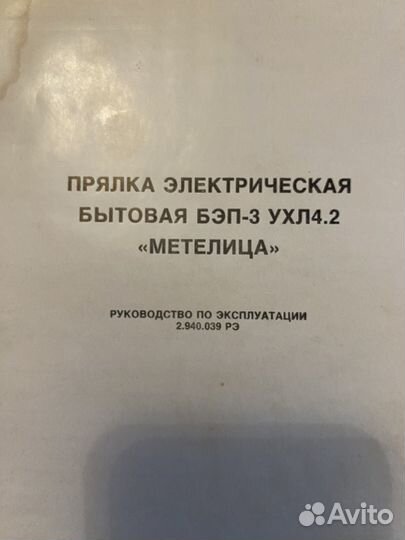 ПРЯЛКА ЭЛЕКТРИЧЕСКАЯ
БЫТОВАЯ БЭП-3 УХЛ4.2
«МЕТЕЛИЦА»
РУКОВОДСТВО ПО ЭКСПЛУАТАЦИИ
2.940.039 РЭ
Avito